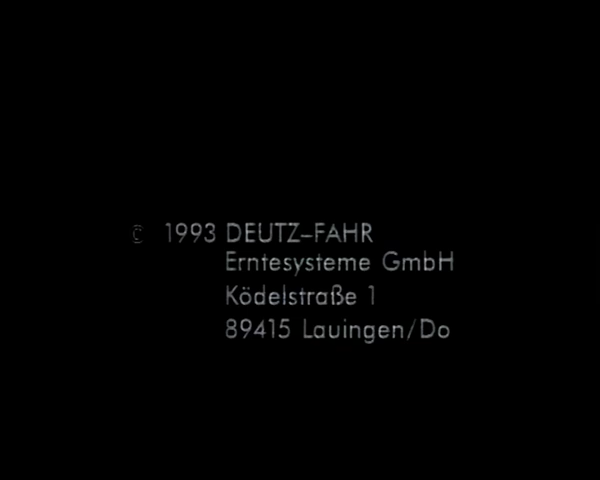 © 1993 DEUTZ–FAHR
Erntesysteme GmbH
Ködelstraße 1
89415 Lauingen/Do